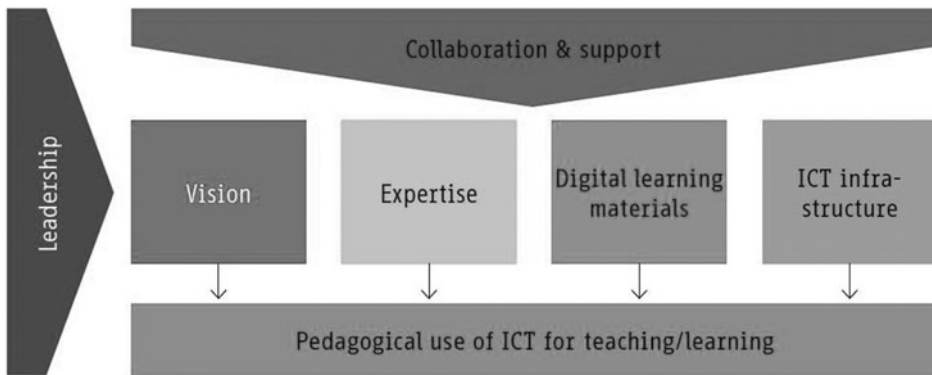 Collaboration & support
Leadership
Vision
Expertise
Digital learning
materials
ICT infra-
structure
Pedagogical use of ICT for teaching/learning